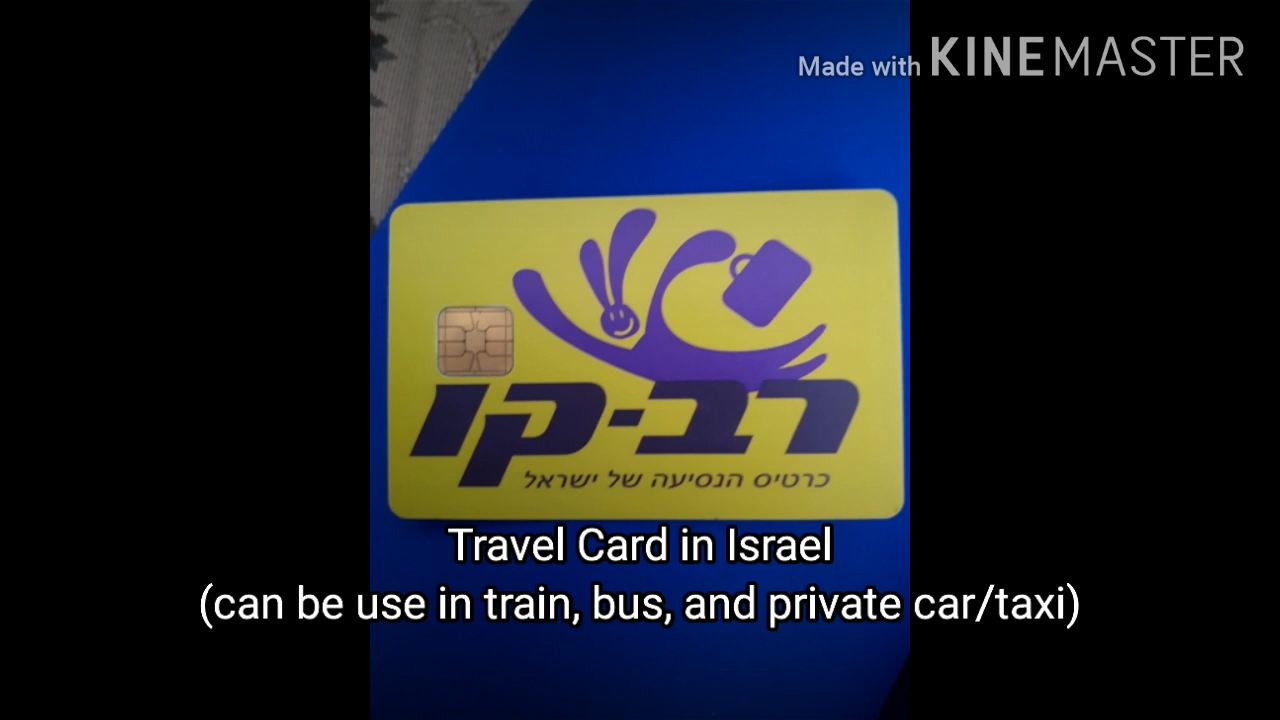 Made with KINEMASTER
רב-קו
כרטיס הנסיעה של ישראל
Travel Card in Israel
(can be use in train, bus, and private car/taxi)